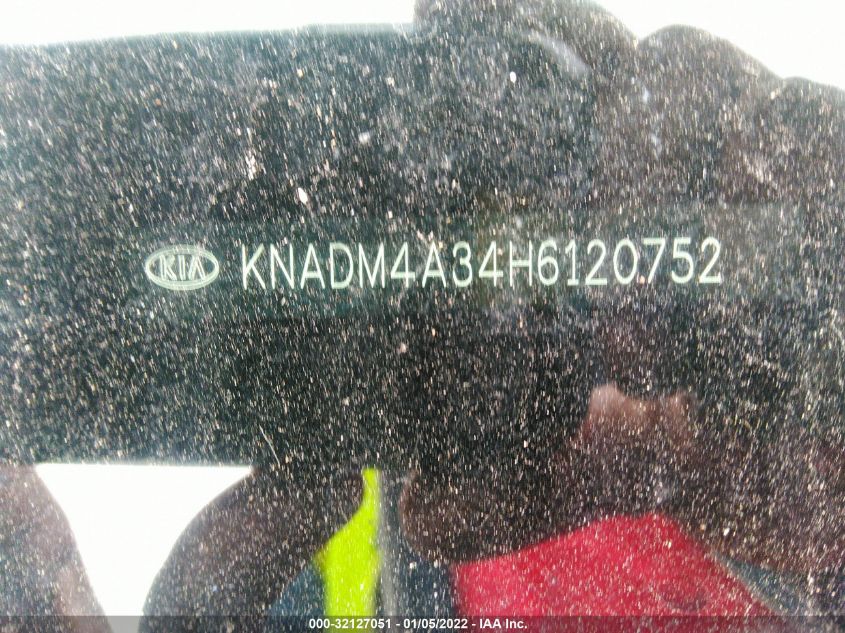 KIA KNADM4A34H6120752
000-32127051 - 01/05/2022 - IAA Inc.